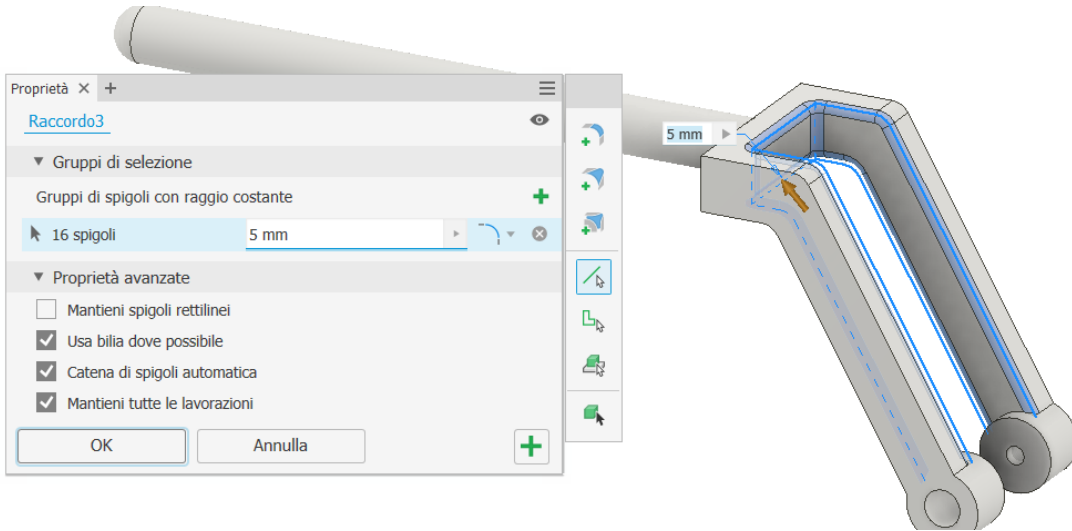 Proprietà
Raccordo3
Gruppi di selezione
Gruppi di spigoli con raggio costante
16 spigoli 5 mm
Proprietà avanzate
Mantieni spigoli rettilinei
Usa bilia dove possibile
Catena di spigoli automatica
Mantieni tutte le lavorazioni
OK Annulla
5 mm